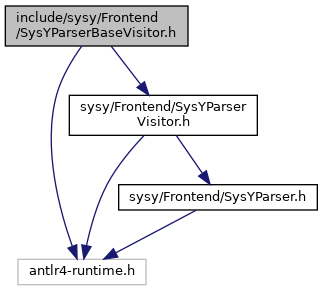 include/sysy/Frontend
/SysYParserBaseVisitor.h
sysy/Frontend/SysYParser
Visitor.h
sysy/Frontend/SysYParser.h
antlr4-runtime.h